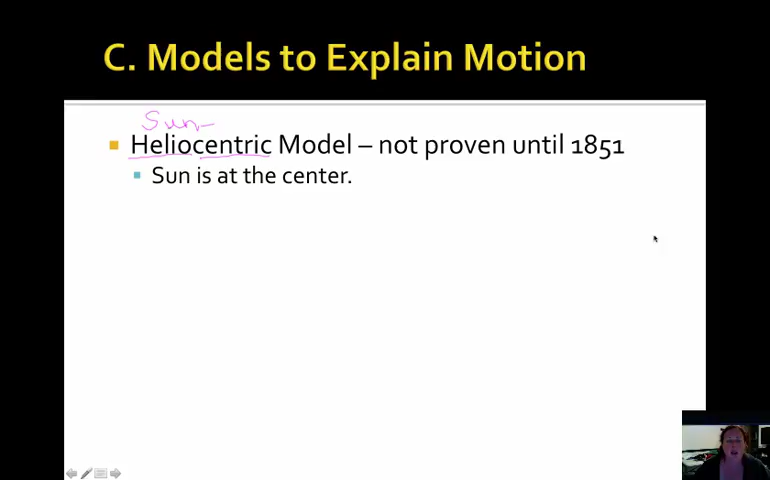 C. Models to Explain Motion
Sun-
Heliocentric Model – not proven until 1851
Sun is at the center.